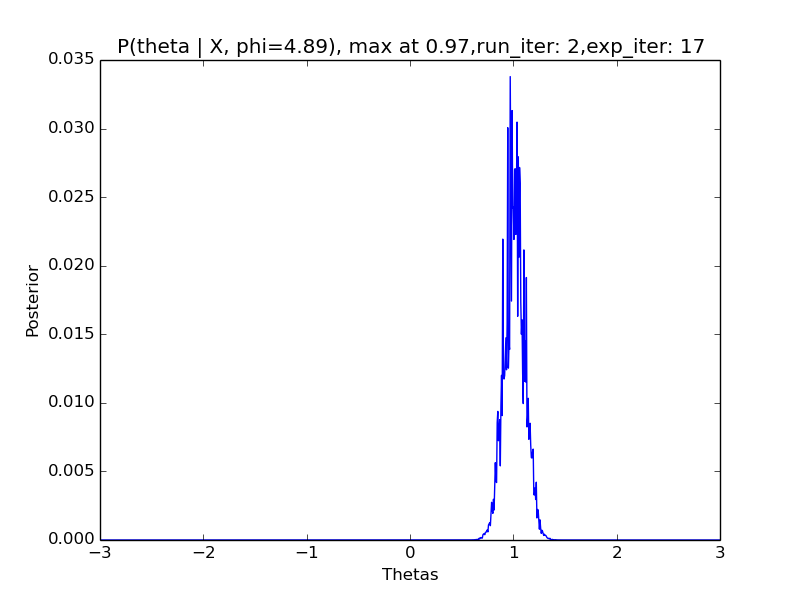 P(theta | X, phi=4.89), max at 0.97,run_iter: 2,exp_iter: 17
0.035
0.030
0.025
0.020
0.015
0.010
0.005
0.000
Posterior
−3 −2 −1 0 1 2 3
Thetas